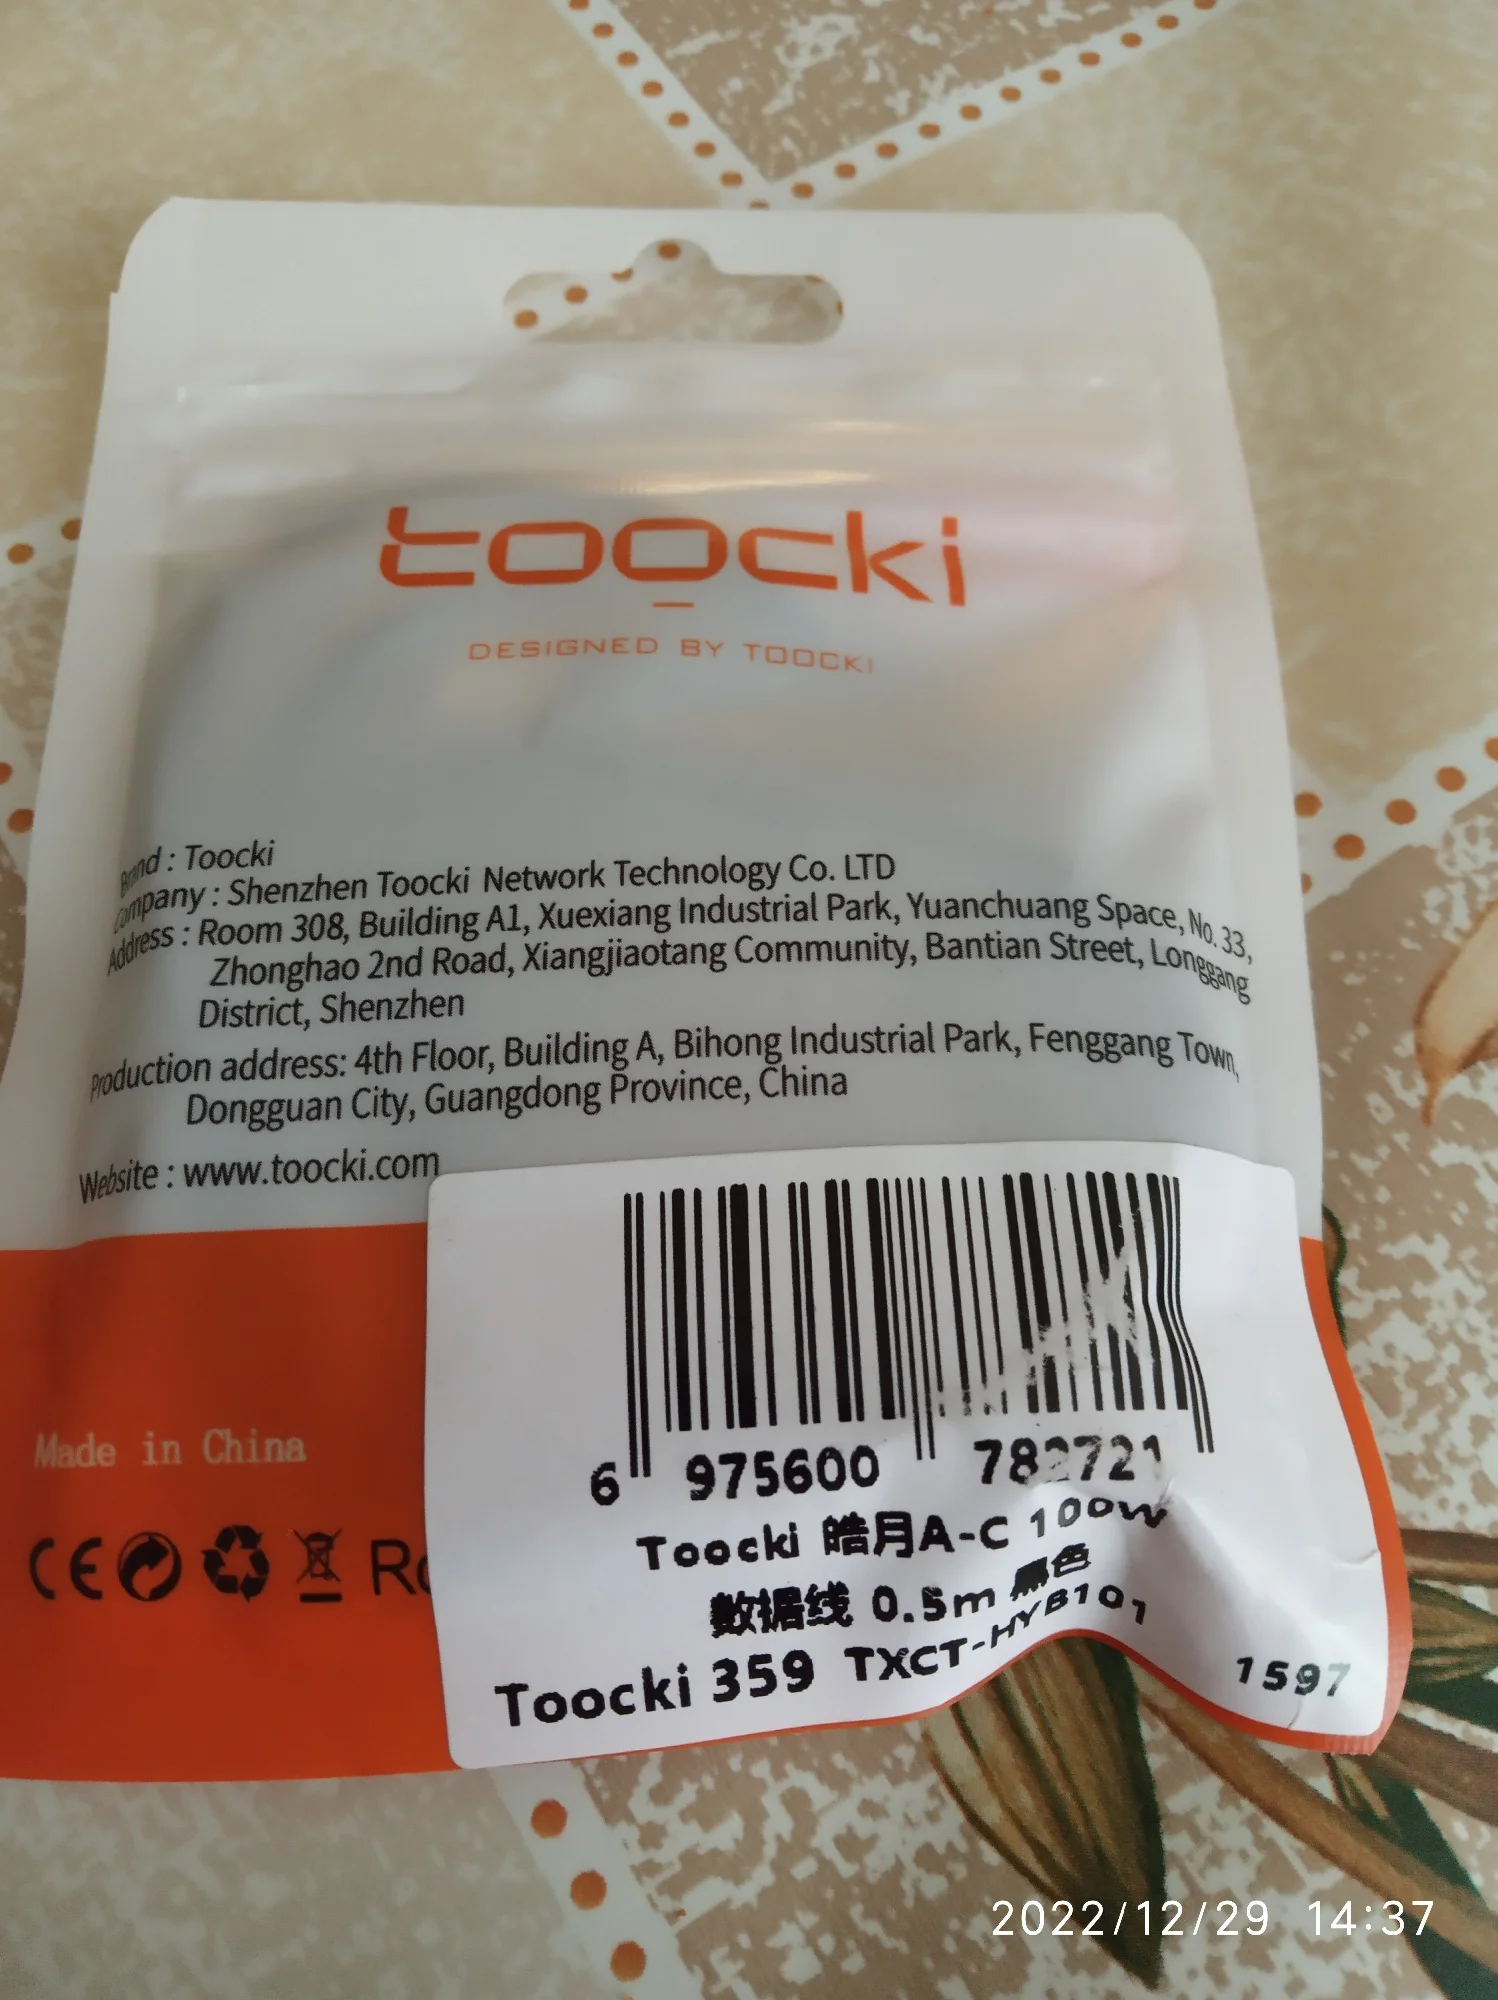 toocki
DESIGNED BY TOOCKI
Brand : Toocki
Company : Shenzhen Toocki Network Technology Co. LTD
Address : Room 308, Building A1, Xuexiang Industrial Park, Yuanchuang Space, No. 33,
Zhonghao 2nd Road, Xiangjiaotang Community, Bantian Street, Longgang
District, Shenzhen
Production address: 4th Floor, Building A, Bihong Industrial Park, Fenggang Town,
Dongguan City, Guangdong Province, China
Website : www.toocki.com
Made in China
CE
6 975600 782721
Toocki 皓月A-C 100W
数据线 0.5m 黑色
Toocki 359 TXCT-HYB101
1597
2022/12/29 14:37